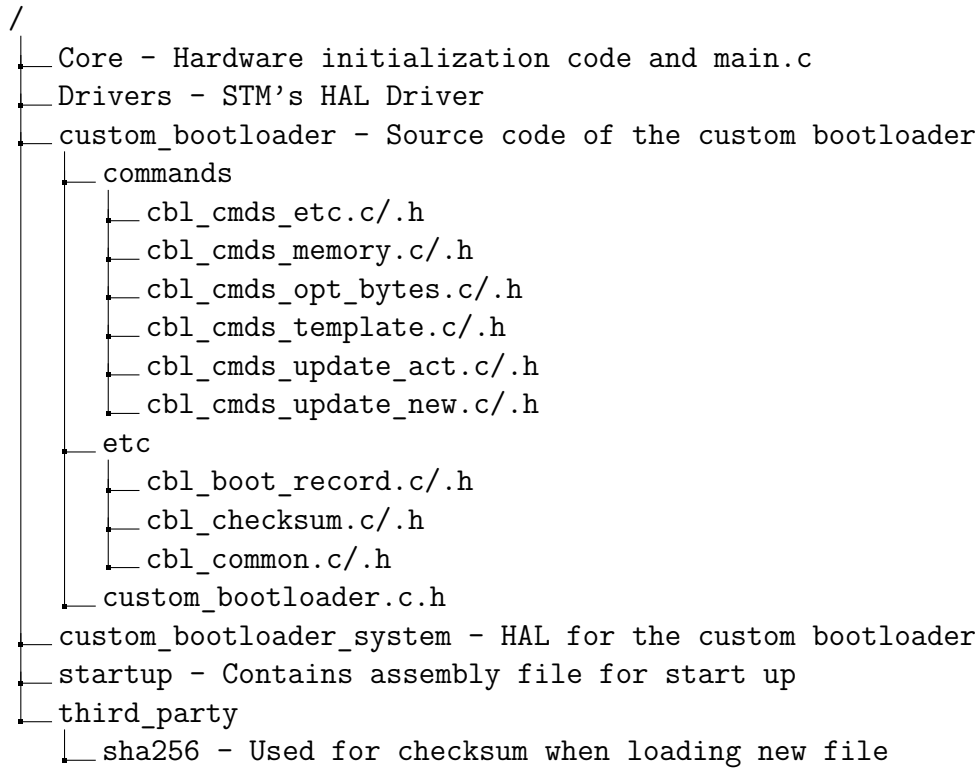 /
Core - Hardware initialization code and main.c
Drivers - STM's HAL Driver
custom_bootloader - Source code of the custom bootloader
commands
cbl_cmds_etc.c/.h
cbl_cmds_memory.c/.h
cbl_cmds_opt_bytes.c/.h
cbl_cmds_template.c/.h
cbl_cmds_update_act.c/.h
cbl_cmds_update_new.c/.h
etc
cbl_boot_record.c/.h
cbl_checksum.c/.h
cbl_common.c/.h
custom_bootloader.c.h
custom_bootloader_system - HAL for the custom bootloader
startup - Contains assembly file for start up
third_party
sha256 - Used for checksum when loading new file